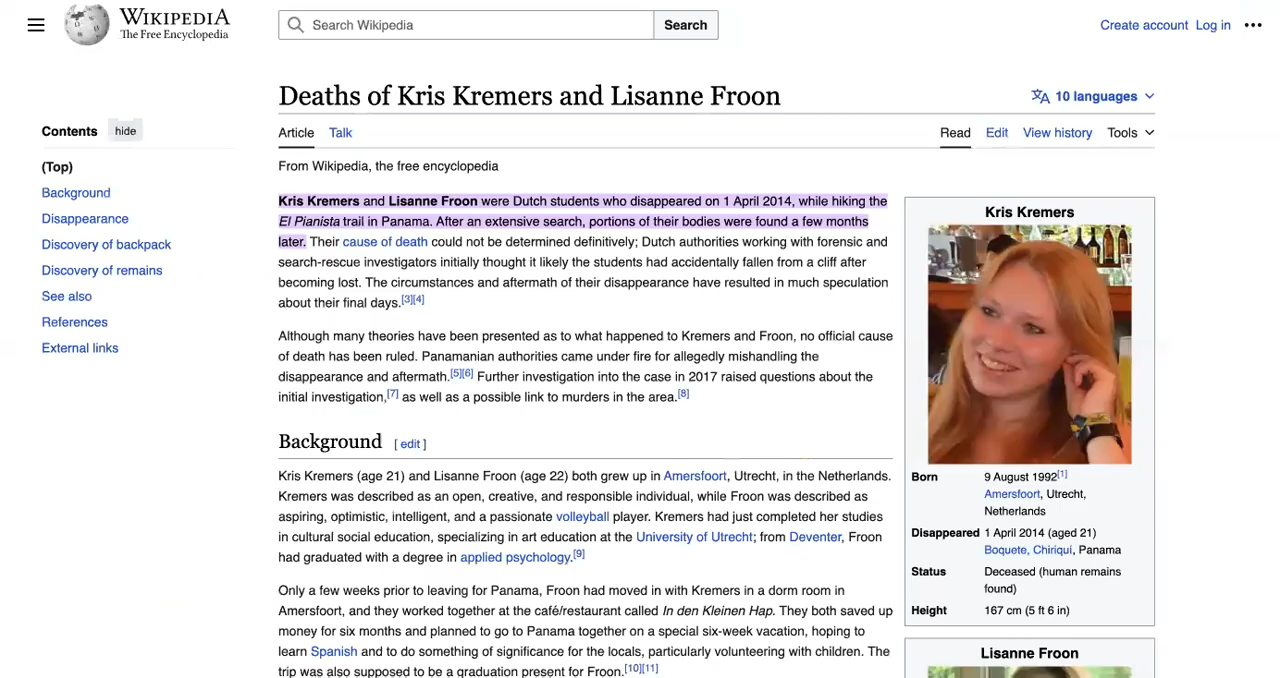 WIKIPEDIA
The Free Encyclopedia
Search Wikipedia
Search
Create account Log in
Contents hide
(Top)
Background
Disappearance
Discovery of backpack
Discovery of remains
See also
References
External links
Deaths of Kris Kremers and Lisanne Froon
10 languages
Article Talk
Read Edit View history Tools
From Wikipedia, the free encyclopedia
Kris Kremers and Lisanne Froon were Dutch students who disappeared on 1 April 2014, while hiking the
El Pianista trail in Panama. After an extensive search, portions of their bodies were found a few months
later. Their cause of death could not be determined definitively; Dutch authorities working with forensic and
search-rescue investigators initially thought it likely the students had accidentally fallen from a cliff after
becoming lost. The circumstances and aftermath of their disappearance have resulted in much speculation
about their final days.[3][4]
Although many theories have been presented as to what happened to Kremers and Froon, no official cause
of death has been ruled. Panamanian authorities came under fire for allegedly mishandling the
disappearance and aftermath.[5][6] Further investigation into the case in 2017 raised questions about the
initial investigation,[7] as well as a possible link to murders in the area.[8]
Background [ edit ]
Kris Kremers (age 21) and Lisanne Froon (age 22) both grew up in Amersfoort, Utrecht, in the Netherlands.
Kremers was described as an open, creative, and responsible individual, while Froon was described as
aspiring, optimistic, intelligent, and a passionate volleyball player. Kremers had just completed her studies
in cultural social education, specializing in art education at the University of Utrecht; from Deventer, Froon
had graduated with a degree in applied psychology.[9]
Only a few weeks prior to leaving for Panama, Froon had moved in with Kremers in a dorm room in
Amersfoort, and they worked together at the café/restaurant called In den Kleinen Hap. They both saved up
money for six months and planned to go to Panama together on a special six-week vacation, hoping to
learn Spanish and to do something of significance for the locals, particularly volunteering with children. The
trip was also supposed to be a graduation present for Froon.[10][11]
Kris Kremers
Born 9 August 1992[1]
Amersfoort, Utrecht,
Netherlands
Disappeared 1 April 2014 (aged 21)
Boquete, Chiriquí, Panama
Status Deceased (human remains
found)
Height 167 cm (5 ft 6 in)
Lisanne Froon